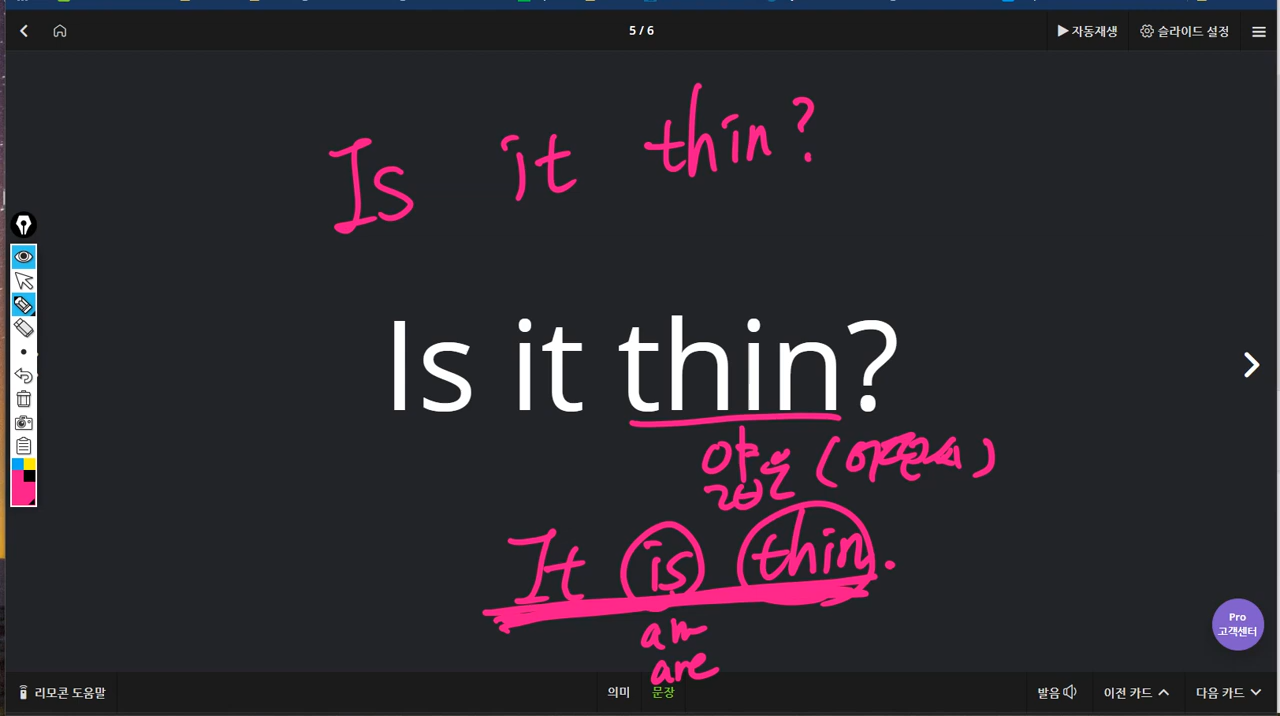 5 / 6
자동재생
슬라이드 설정
Is it thin?
Is it thin?
얇은
It is thin.
am
are
Pro
고객센터
리모콘 도움말
의미
문장
발음
이전 카드
다음 카드